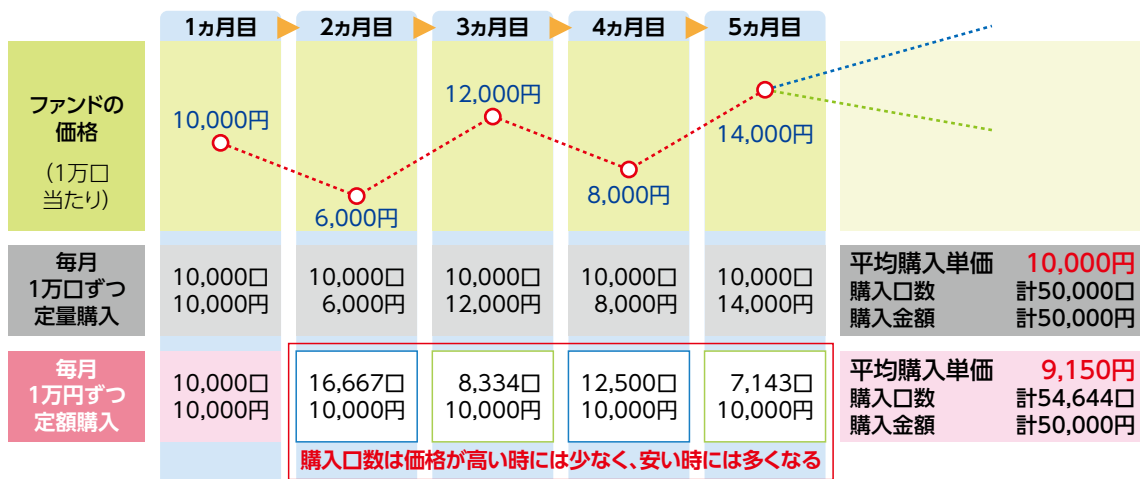 1ヵ月目
2ヵ月目
3ヵ月目
4ヵ月目
5ヵ月目
ファンドの
価格
（1万口
当たり）
10,000円
6,000円
12,000円
8,000円
14,000円
毎月
1万口ずつ
定量購入
10,000口
10,000円
10,000口
6,000円
10,000口
12,000円
10,000口
8,000円
10,000口
14,000円
平均購入単価 10,000円
購入口数 計50,000口
購入金額 計50,000円
毎月
1万円ずつ
定額購入
10,000口
10,000円
16,667口
10,000円
8,334口
10,000円
12,500口
10,000円
7,143口
10,000円
平均購入単価 9,150円
購入口数 計54,644口
購入金額 計50,000円
購入口数は価格が高い時には少なく、安い時には多くなる